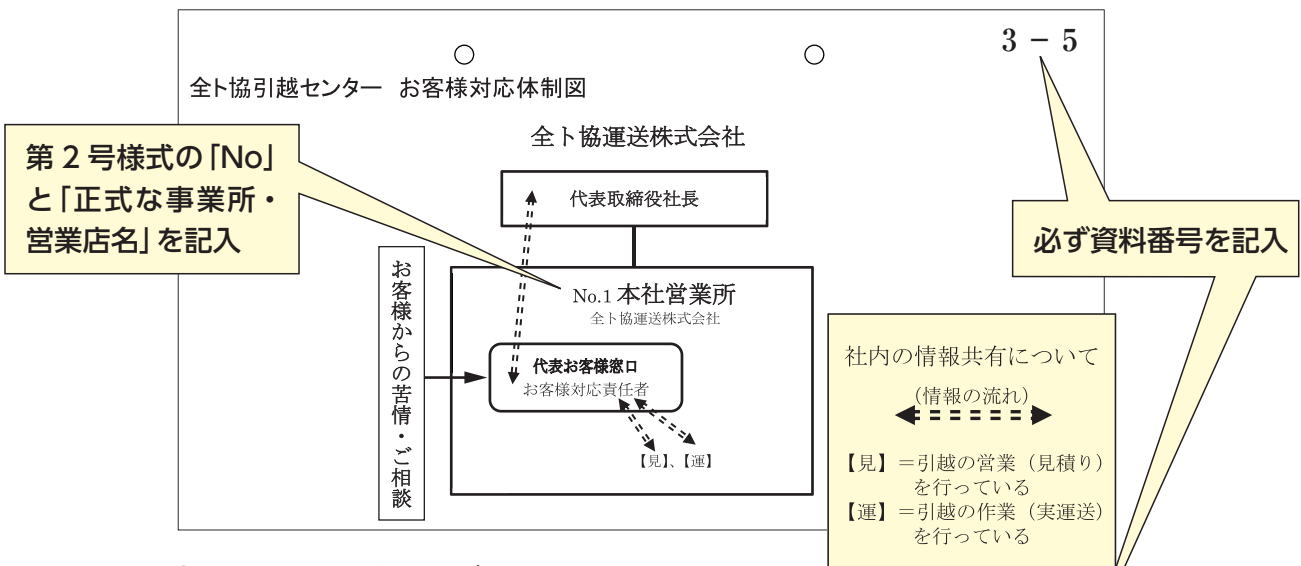 3－5
全ト協引越センター　お客様対応体制図
全ト協運送株式会社
第２号様式の「No」
と「正式な事業所・
営業店名」を記入
代表取締役社長
必ず資料番号を記入
お客様からの苦情・ご相談
No.1 本社営業所
全ト協運送株式会社
代表お客様窓口
お客様対応責任者
【見】、【運】
社内の情報共有について
（情報の流れ）
【見】＝引越の営業（見積り）
を行っている
【運】＝引越の作業（実運送）
を行っている